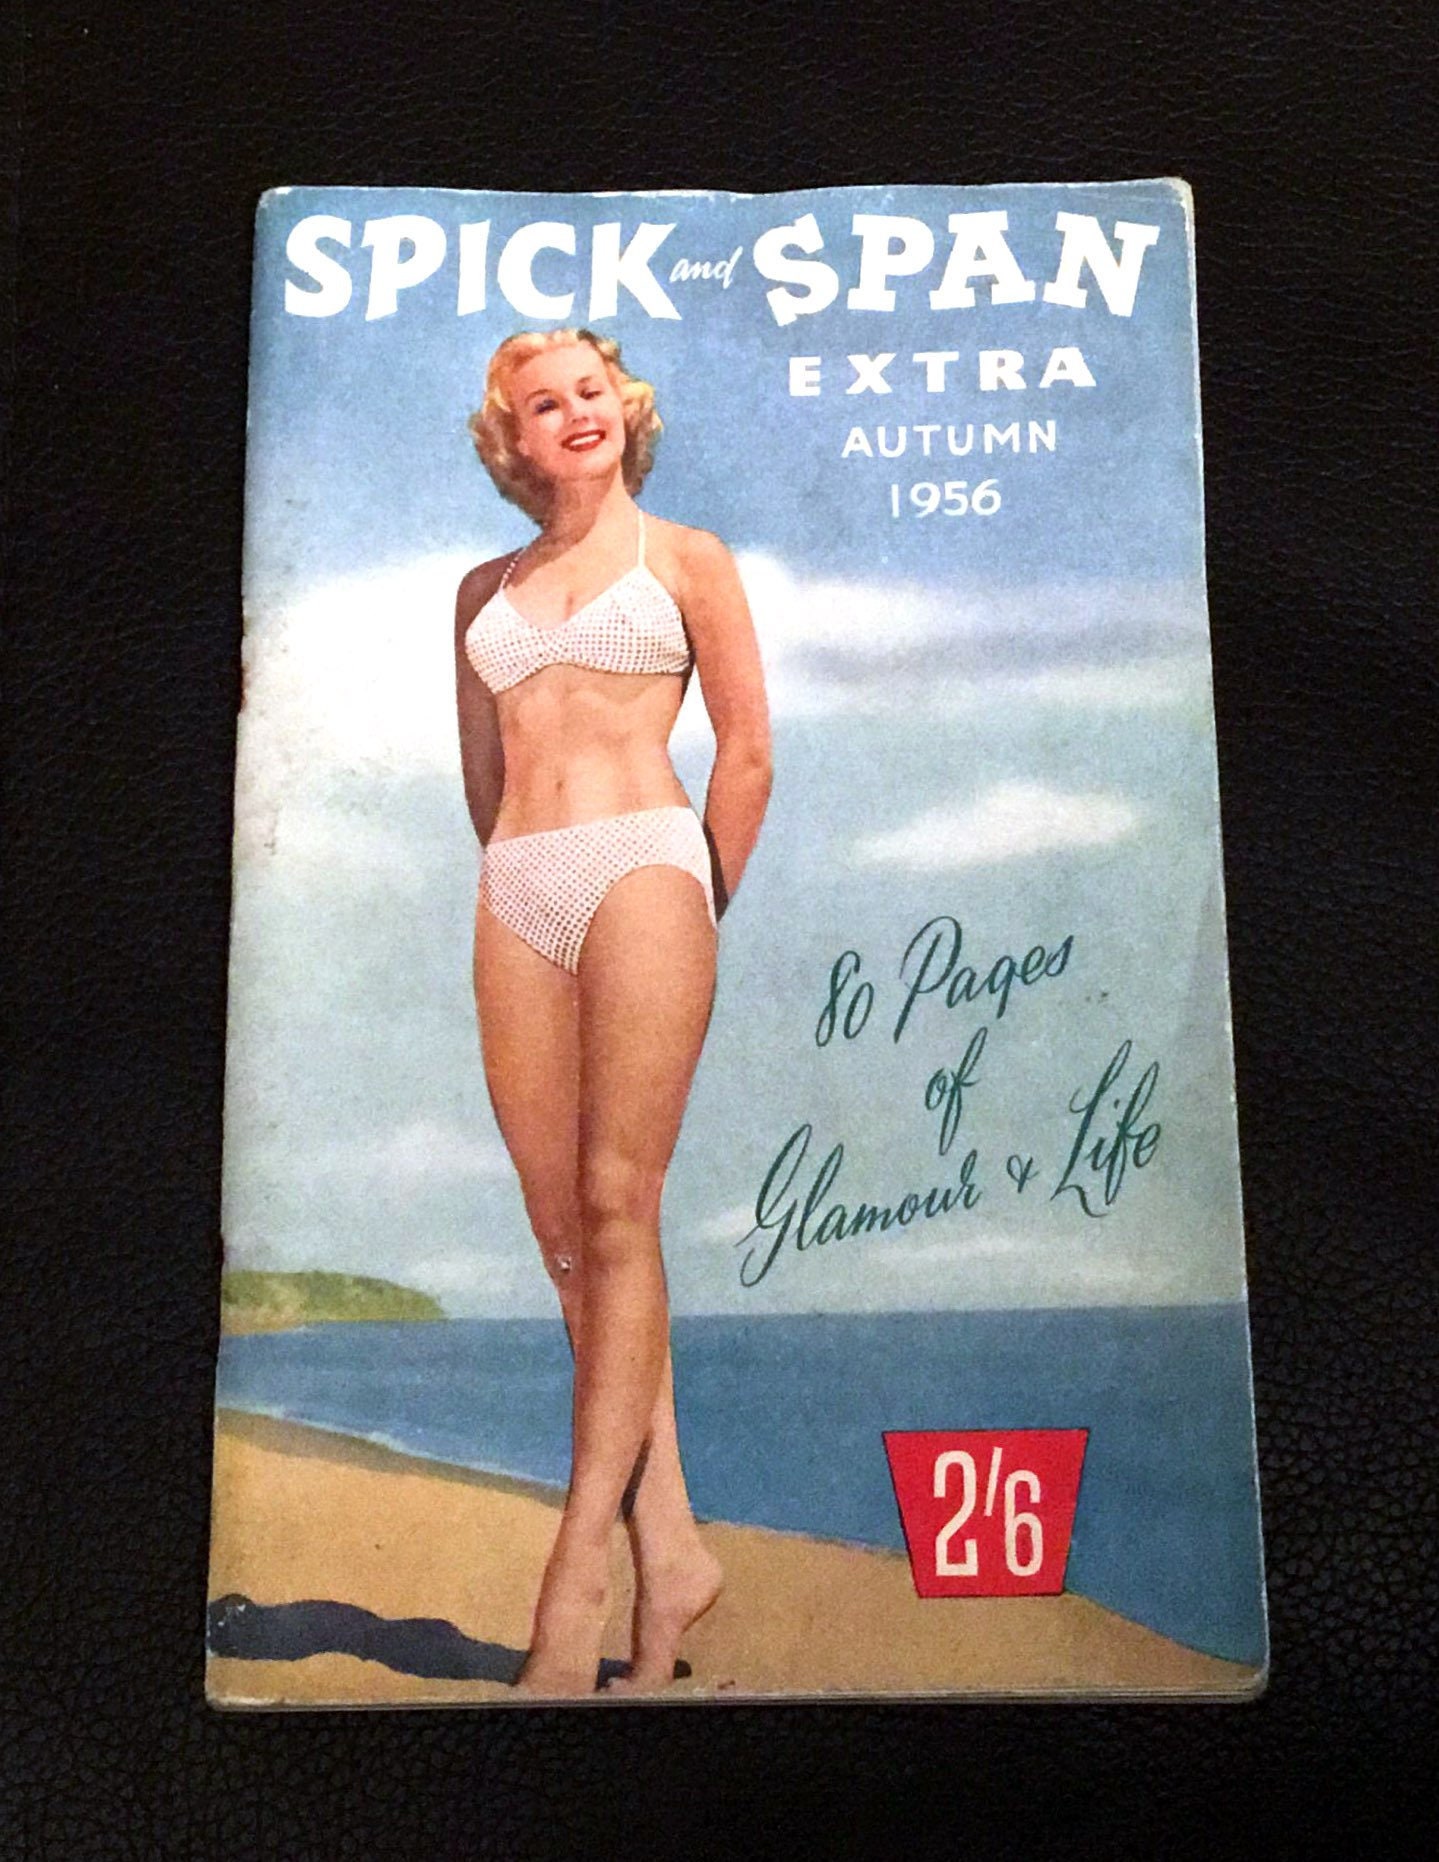 SPICK and SPAN
EXTRA
AUTUMN
1956
80 Pages
of
Glamour & Life
2/6